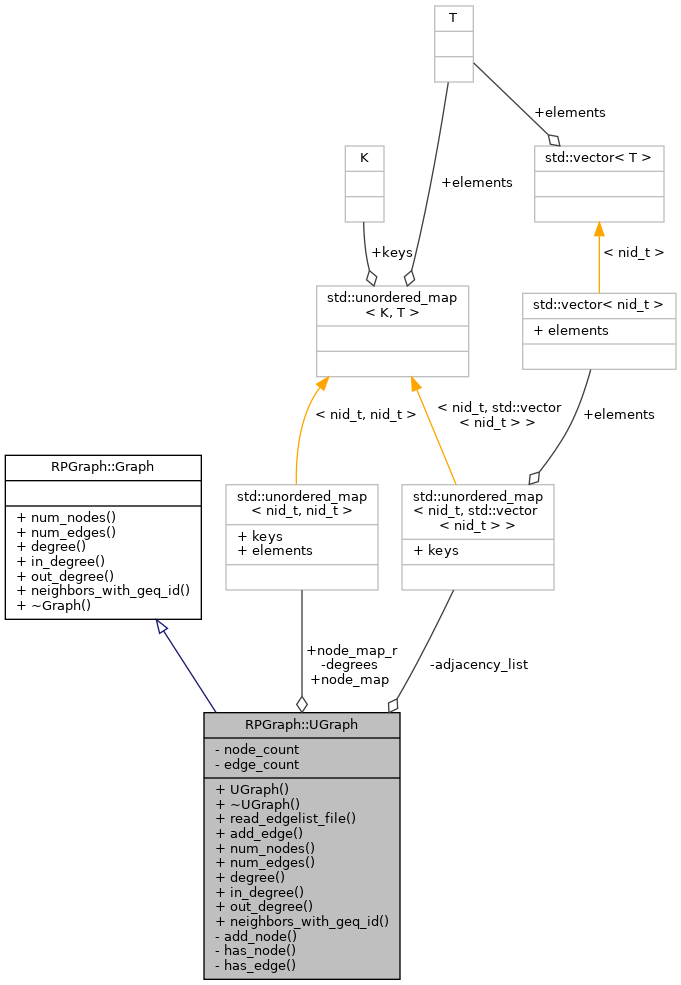 T
+elements
K
std::vector< T >
+elements
+keys
< nid_t >
std::unordered_map
< K, T >
std::vector< nid_t >
+ elements
< nid_t, nid_t >
< nid_t, std::vector
< nid_t > >
+elements
RPGraph::Graph
+ num_nodes()
+ num_edges()
+ degree()
+ in_degree()
+ out_degree()
+ neighbors_with_geq_id()
+ ~Graph()
std::unordered_map
< nid_t, nid_t >
+ keys
+ elements
std::unordered_map
< nid_t, std::vector
< nid_t > >
+ keys
+node_map_r
-degrees
+node_map
-adjacency_list
RPGraph::UGraph
- node_count
- edge_count
+ UGraph()
+ ~UGraph()
+ read_edgelist_file()
+ add_edge()
+ num_nodes()
+ num_edges()
+ degree()
+ in_degree()
+ out_degree()
+ neighbors_with_geq_id()
- add_node()
- has_node()
- has_edge()